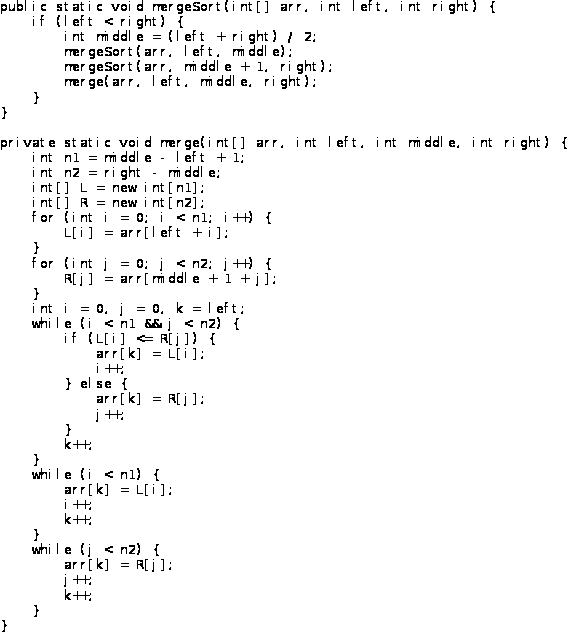 public static void mergeSort(int[] arr, int left, int right) {
    if (left < right) {
        int middle = (left + right) / 2;
        mergeSort(arr, left, middle);
        mergeSort(arr, middle + 1, right);
        merge(arr, left, middle, right);
    }
}

private static void merge(int[] arr, int left, int middle, int right) {
    int n1 = middle - left + 1;
    int n2 = right - middle;
    int[] L = new int[n1];
    int[] R = new int[n2];
    for (int i = 0; i < n1; i++) {
        L[i] = arr[left + i];
    }
    for (int j = 0; j < n2; j++) {
        R[j] = arr[middle + 1 + j];
    }
    int i = 0, j = 0, k = left;
    while (i < n1 && j < n2) {
        if (L[i] <= R[j]) {
            arr[k] = L[i];
            i++;
        } else {
            arr[k] = R[j];
            j++;
        }
        k++;
    }
    while (i < n1) {
        arr[k] = L[i];
        i++;
        k++;
    }
    while (j < n2) {
        arr[k] = R[j];
        j++;
        k++;
    }
}